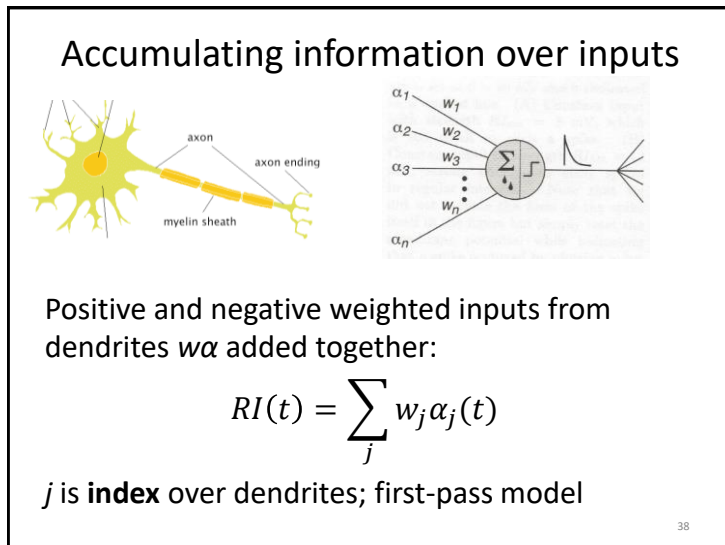 Accumulating information over inputs
axon
axon ending
myelin sheath
α1
w1
α2
w2
α3
w3
Σ
wn
αn
Positive and negative weighted inputs from
dendrites wα added together:
RI(t) = ∑j wjαj(t)
j is index over dendrites; first-pass model
38